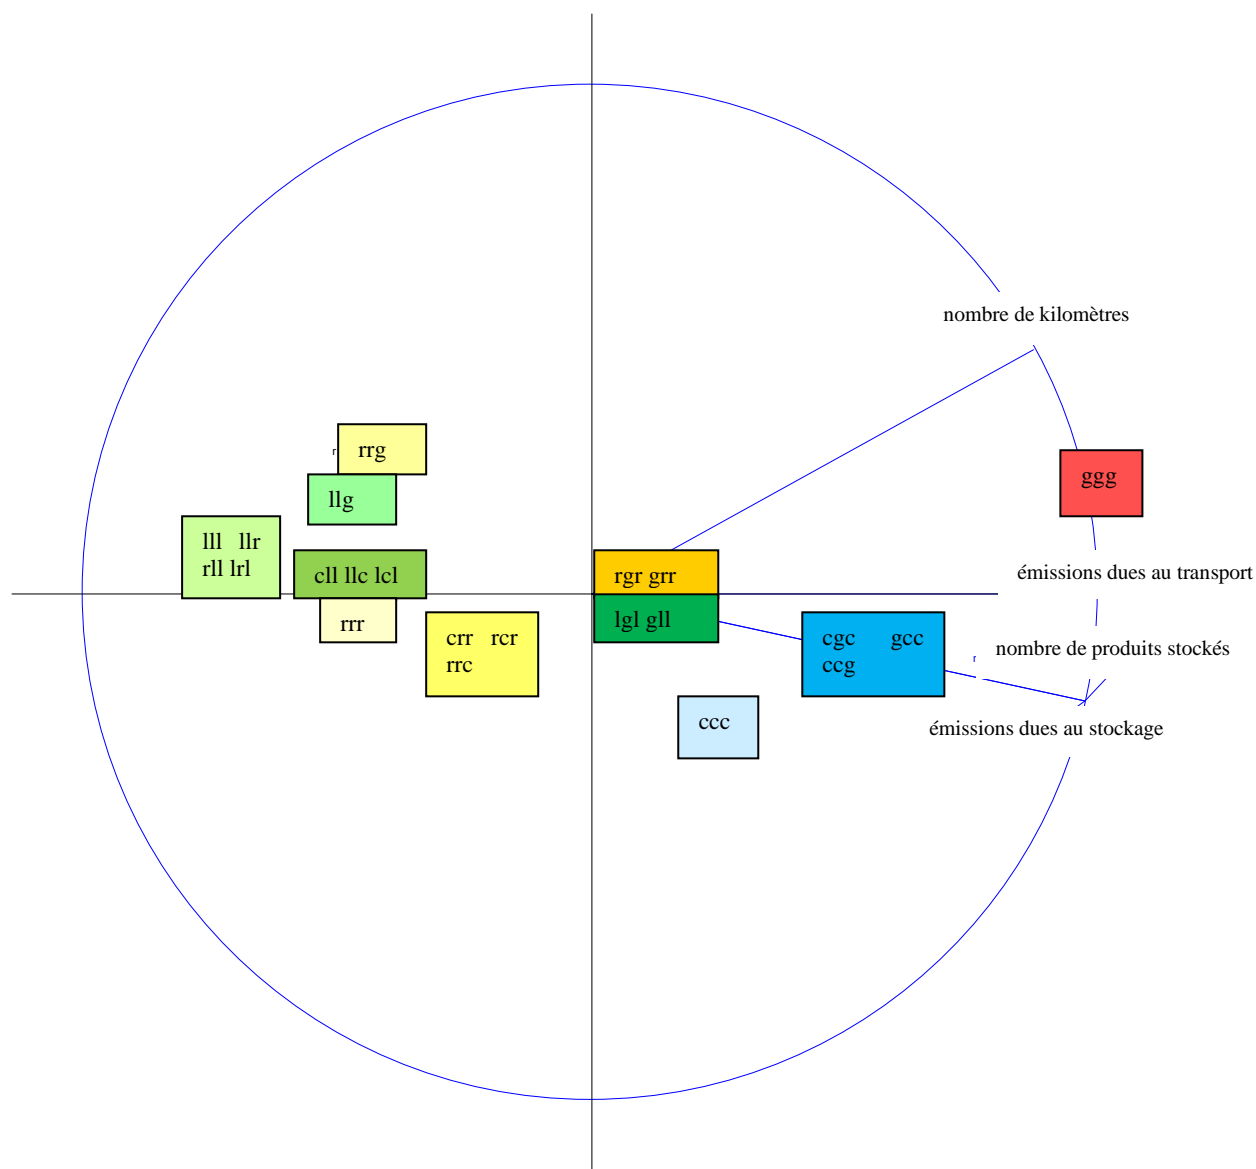 nombre de kilomètres
rrg
r
ggg
llg
lll llr
rll lrl
cll llc lcl
rgr grr
émissions dues au transport
rrr
lgl gll
crr rcr
rrc
cgc gcc
ccg
r
nombre de produits stockés
ccc
émissions dues au stockage